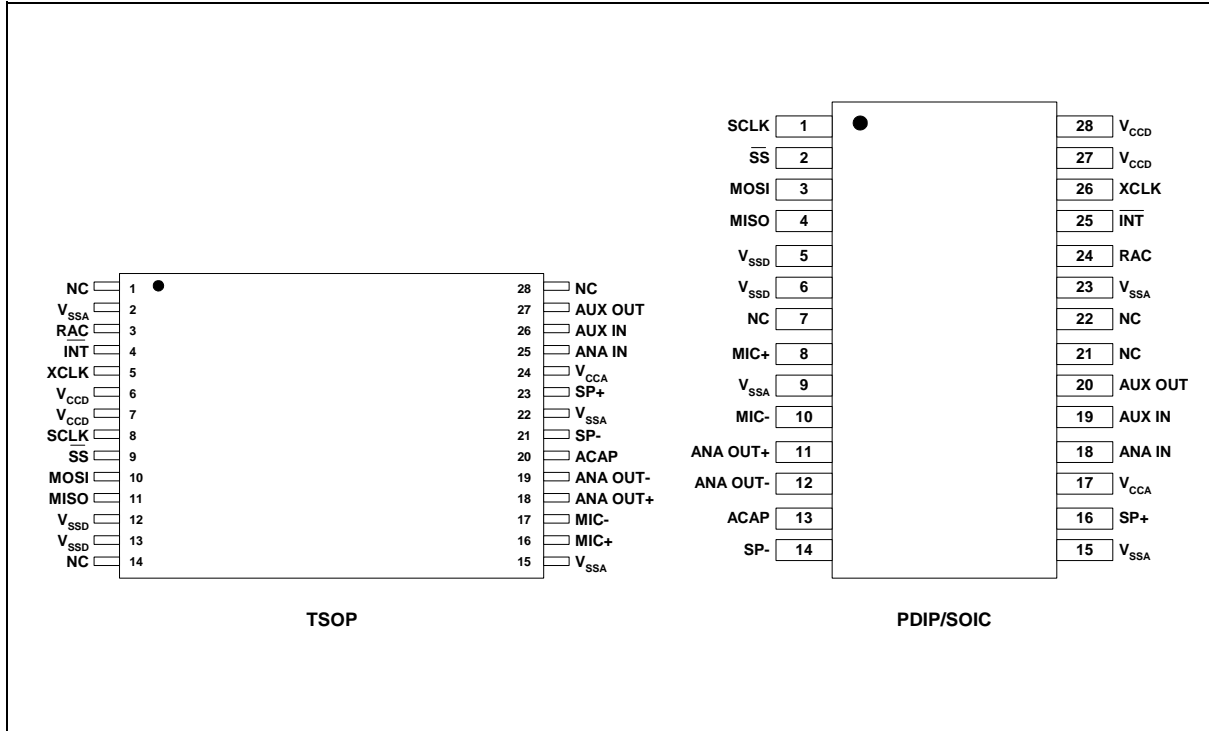 NC 1 28 NC
VSSA 2 27 AUX OUT
RAC 3 26 AUX IN
INT 4 25 ANA IN
XCLK 5 24 VCCA
VCCD 6 23 SP+
VCCD 7 22 VSSA
SCLK 8 21 SP-
SS 9 20 ACAP
MOSI 10 19 ANA OUT-
MISO 11 18 ANA OUT+
VSSD 12 17 MIC-
VSSD 13 16 MIC+
NC 14 15 VSSA
TSOP
SCLK 1 28 VCCD
SS 2 27 VCCD
MOSI 3 26 XCLK
MISO 4 25 INT
VSSD 5 24 RAC
VSSD 6 23 VSSA
NC 7 22 NC
MIC+ 8 21 NC
VSSA 9 20 AUX OUT
MIC- 10 19 AUX IN
ANA OUT+ 11 18 ANA IN
ANA OUT- 12 17 VCCA
ACAP 13 16 SP+
SP- 14 15 VSSA
PDIP/SOIC